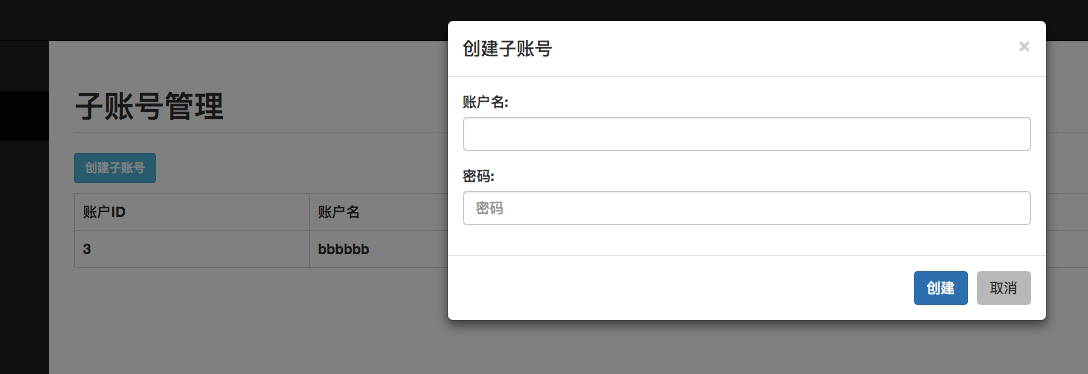 创建子账号 ×
账户名:
密码:
密码
创建 取消
子账号管理
创建子账号
账户ID 账户名
3 bbbbbb